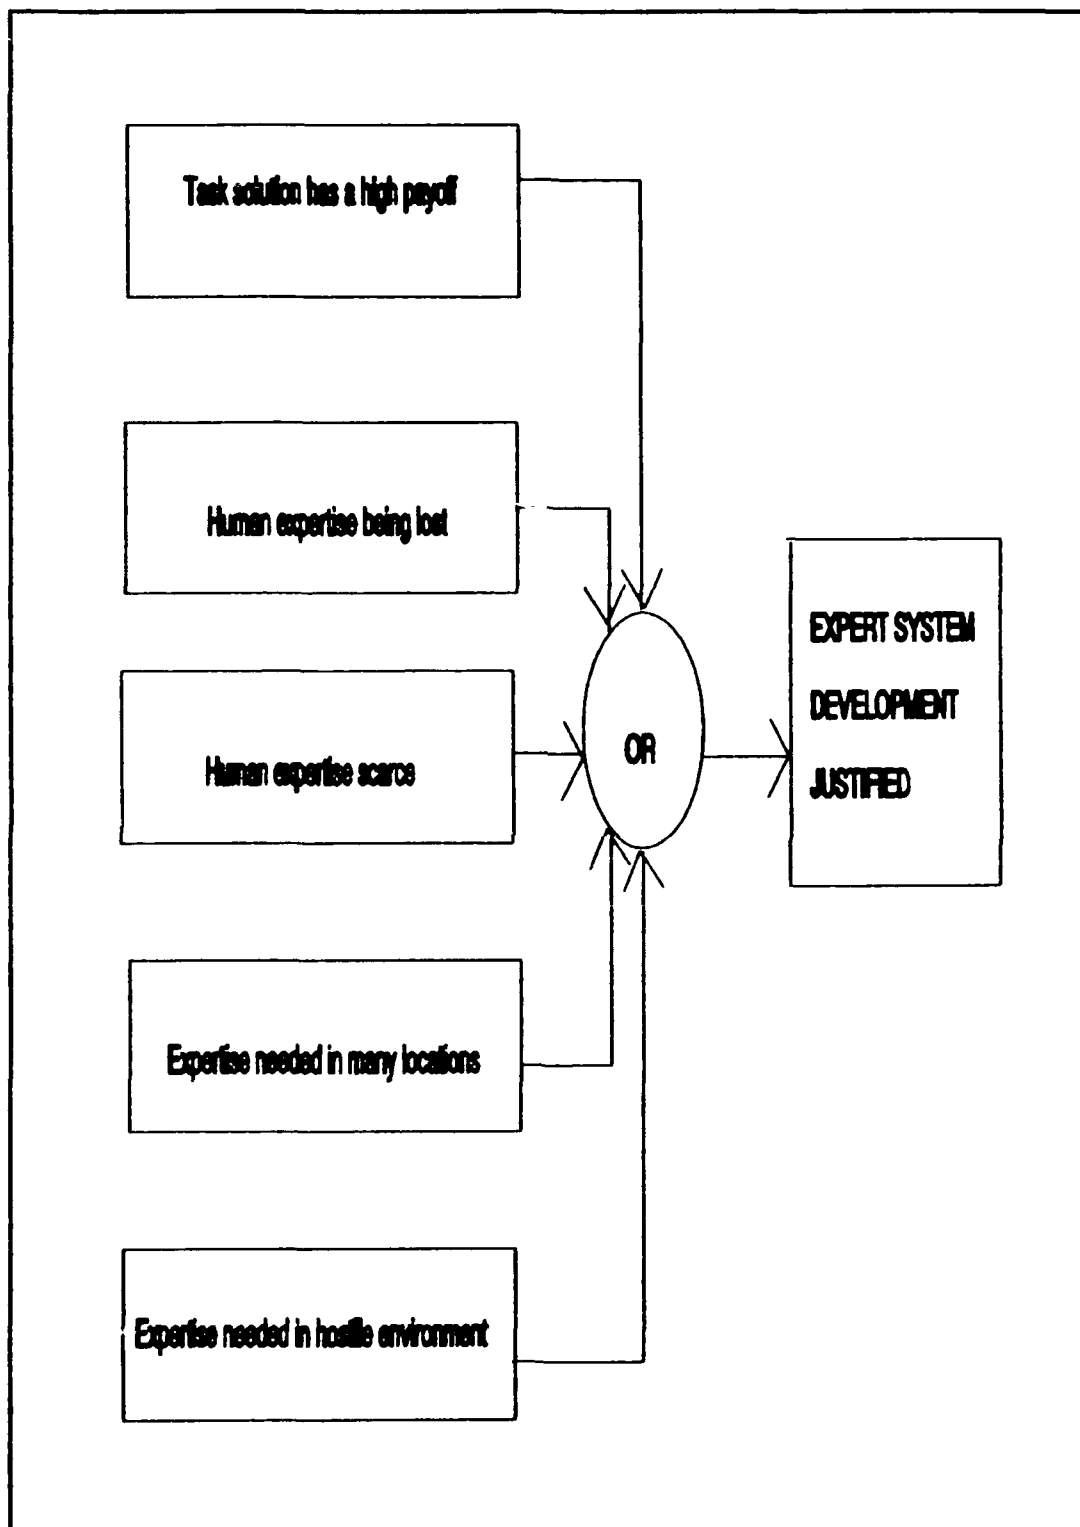 Task solution has a high payoff
Human expertise being lost
Human expertise scarce
Expertise needed in many locations
Expertise needed in hostile environment
OR
EXPERT SYSTEM
DEVELOPMENT
JUSTIFIED